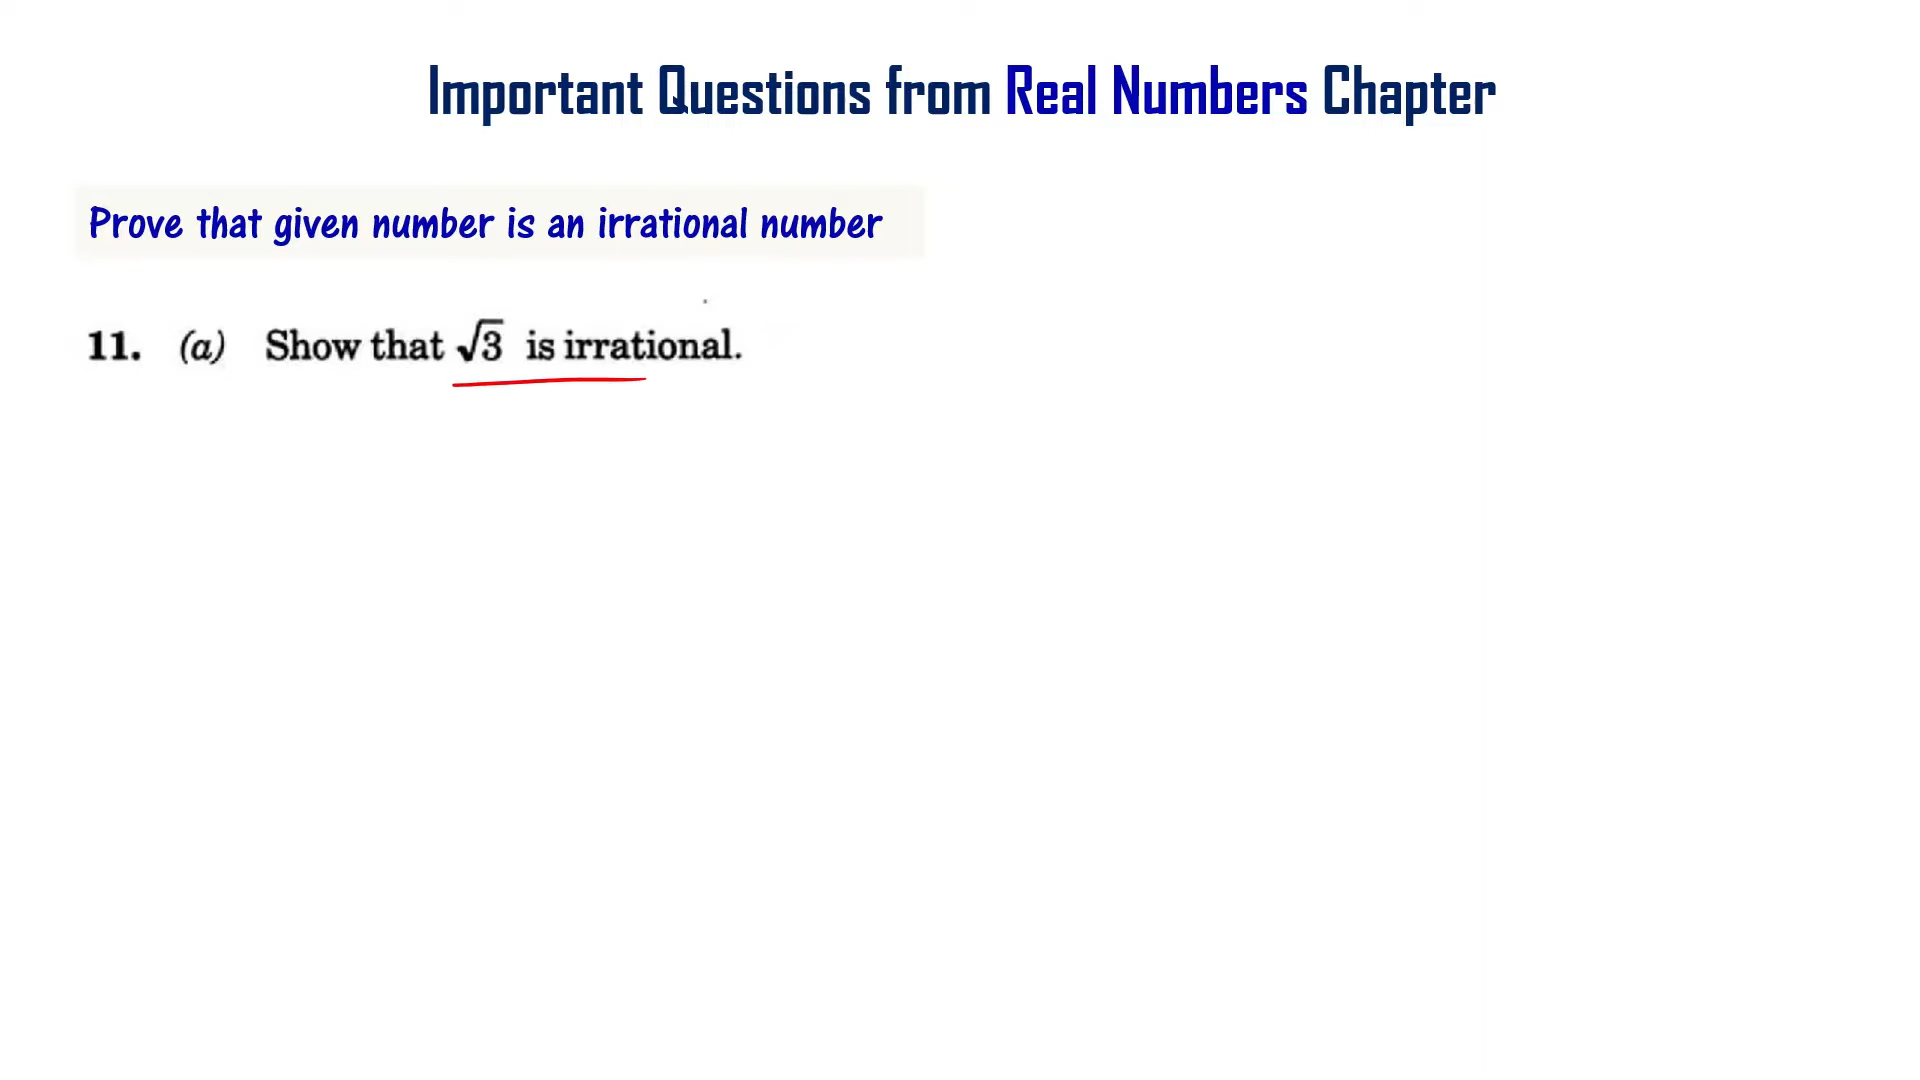 Important Questions from Real Numbers Chapter
Prove that given number is an irrational number
11. (a) Show that √3 is irrational.